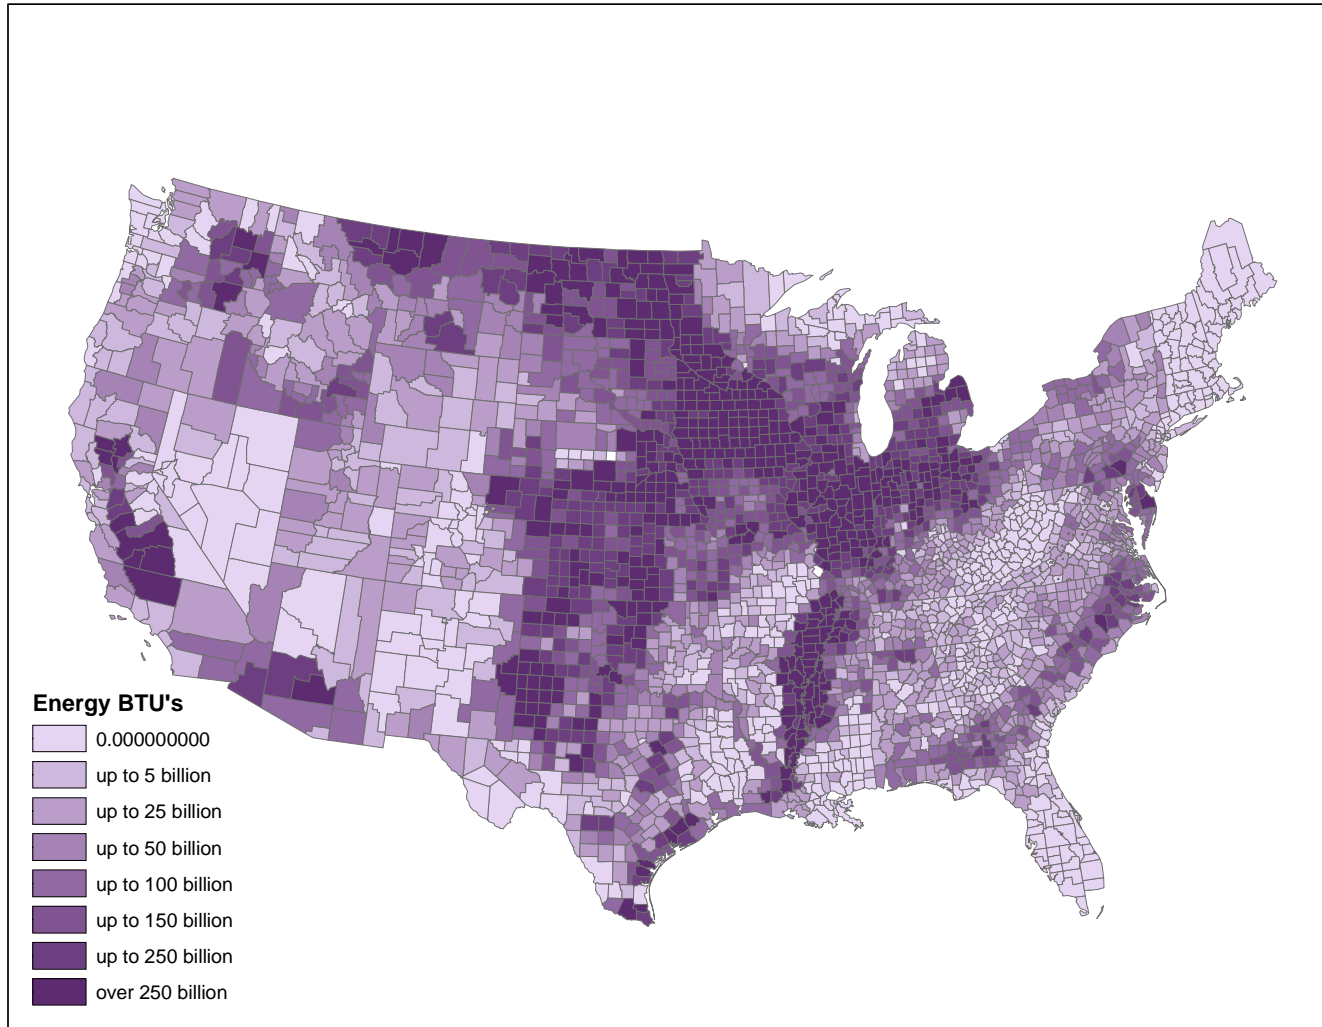 Energy BTU's
0.000000000
up to 5 billion
up to 25 billion
up to 50 billion
up to 100 billion
up to 150 billion
up to 250 billion
over 250 billion